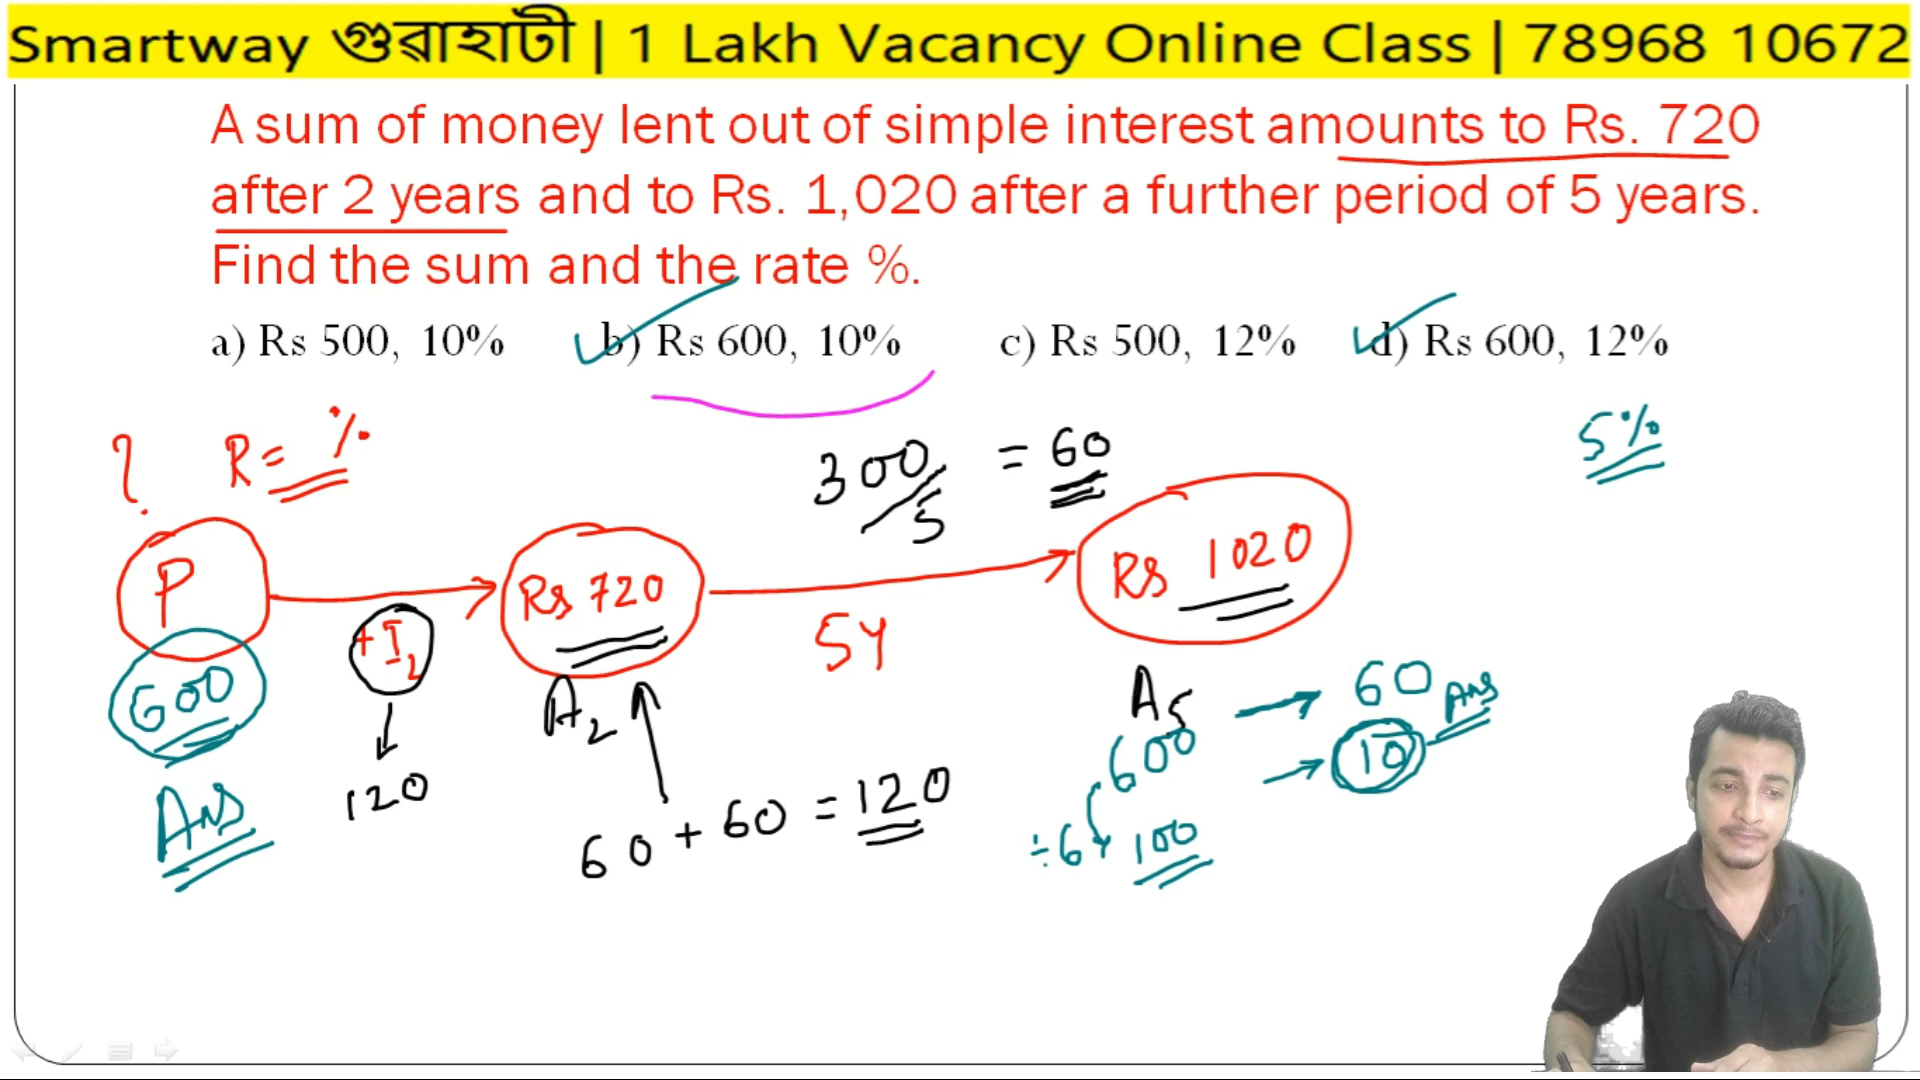 Smartway গুৱাহাটী | 1 Lakh Vacancy Online Class | 78968 10672
A sum of money lent out of simple interest amounts to Rs. 720
after 2 years and to Rs. 1,020 after a further period of 5 years.
Find the sum and the rate %.
a) Rs 500, 10% b) Rs 600, 10% c) Rs 500, 12% d) Rs 600, 12%
? R = %
300/5 = 60
5%
P
+I2
Rs 720
5Y
Rs 1020
600
Ans
120
A2
60 + 60 = 120
A5 → 60 Ans
600 → 10
÷6 100